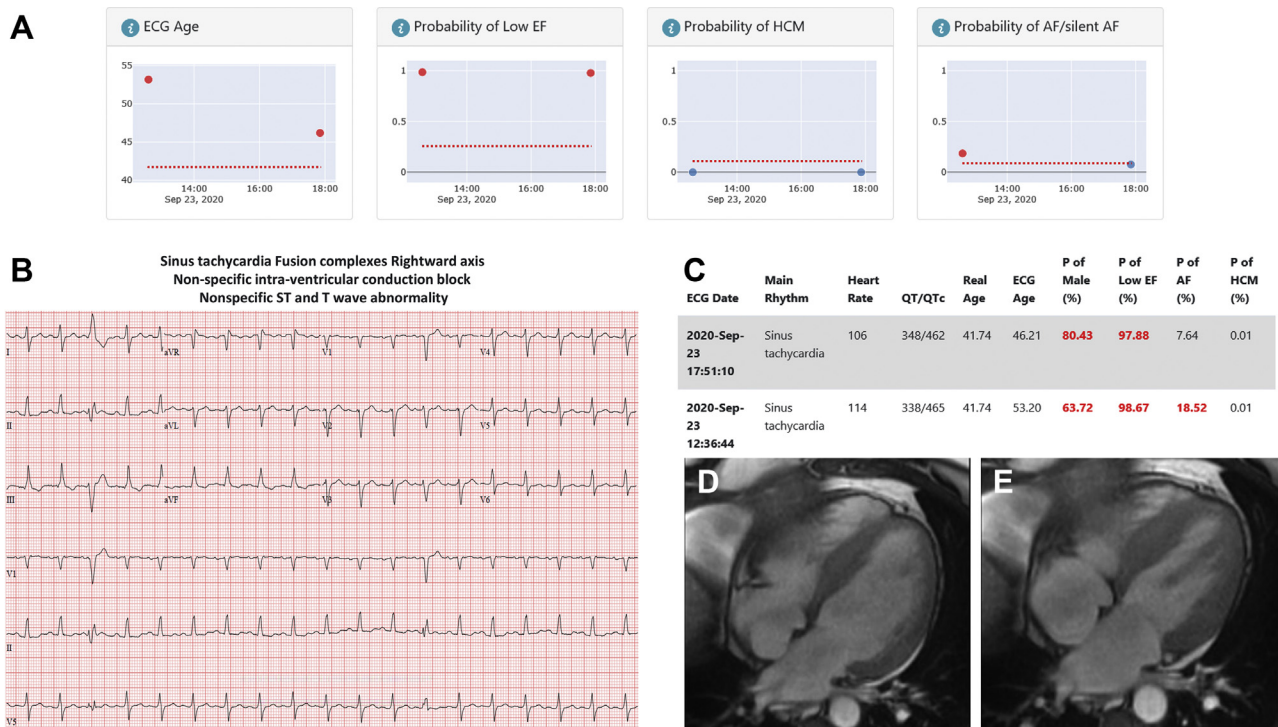 A
ECG Age
Probability of Low EF
Probability of HCM
Probability of AF/silent AF
55
50
45
40
14:00
16:00
18:00
Sep 23, 2020
1
0.5
0
14:00
16:00
18:00
Sep 23, 2020
1
0.5
0
14:00
16:00
18:00
Sep 23, 2020
1
0.5
0
14:00
16:00
18:00
Sep 23, 2020
B
Sinus tachycardia Fusion complexes Rightward axis
Non-specific intra-ventricular conduction block
Nonspecific ST and T wave abnormality
I
aVR
V1
V4
II
aVL
V2
V5
III
aVF
V3
V6
V1
II
V5
C
ECG Date Main Rhythm Heart Rate QT/QTc Real Age ECG Age P of Male (%) P of Low EF (%) P of AF (%) P of HCM (%)
2020-Sep-23 17:51:10 Sinus tachycardia 106 348/462 41.74 46.21 80.43 97.88 7.64 0.01
2020-Sep-23 12:36:44 Sinus tachycardia 114 338/465 41.74 53.20 63.72 98.67 18.52 0.01
D
E